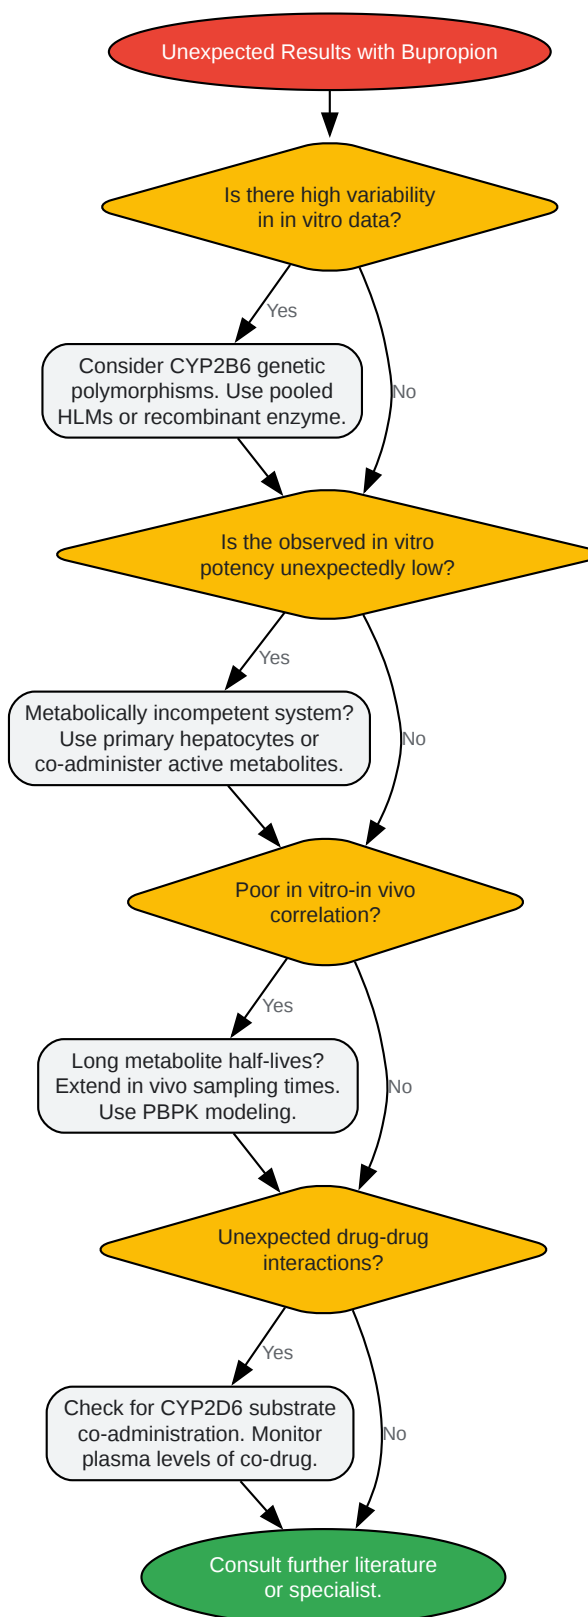 Unexpected Results with Bupropion
Is there high variability
in in vitro data?
Yes
No
Consider CYP2B6 genetic
polymorphisms. Use pooled
HLMs or recombinant enzyme.
Is the observed in vitro
potency unexpectedly low?
Yes
No
Metabolically incompetent system?
Use primary hepatocytes or
co-administer active metabolites.
Poor in vitro-in vivo
correlation?
Yes
No
Long metabolite half-lives?
Extend in vivo sampling times.
Use PBPK modeling.
Unexpected drug-drug
interactions?
Yes
No
Check for CYP2D6 substrate
co-administration. Monitor
plasma levels of co-drug.
Consult further literature
or specialist.